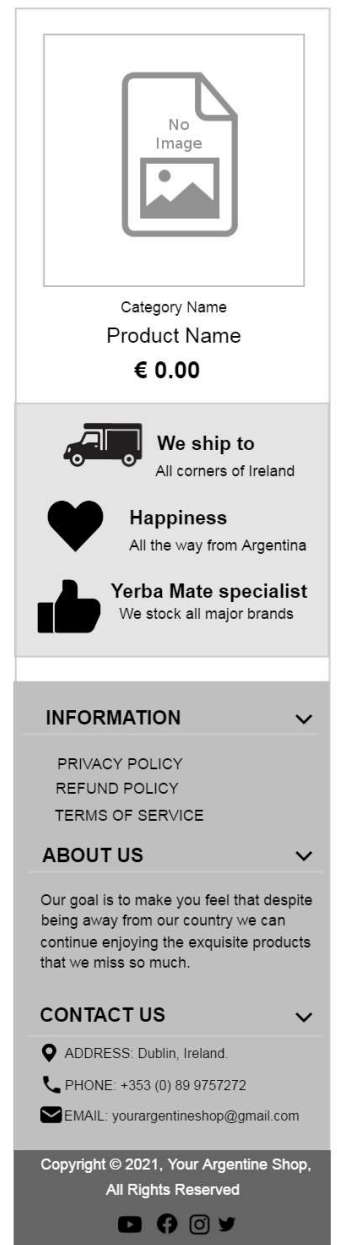 No
Image
Category Name
Product Name
€ 0.00
We ship to
All corners of Ireland
Happiness
All the way from Argentina
Yerba Mate specialist
We stock all major brands
INFORMATION
PRIVACY POLICY
REFUND POLICY
TERMS OF SERVICE
ABOUT US
Our goal is to make you feel that despite
being away from our country we can
continue enjoying the exquisite products
that we miss so much.
CONTACT US
ADDRESS: Dublin, Ireland.
PHONE: +353 (0) 89 9757272
EMAIL: yourargentineshop@gmail.com
Copyright © 2021, Your Argentine Shop,
All Rights Reserved